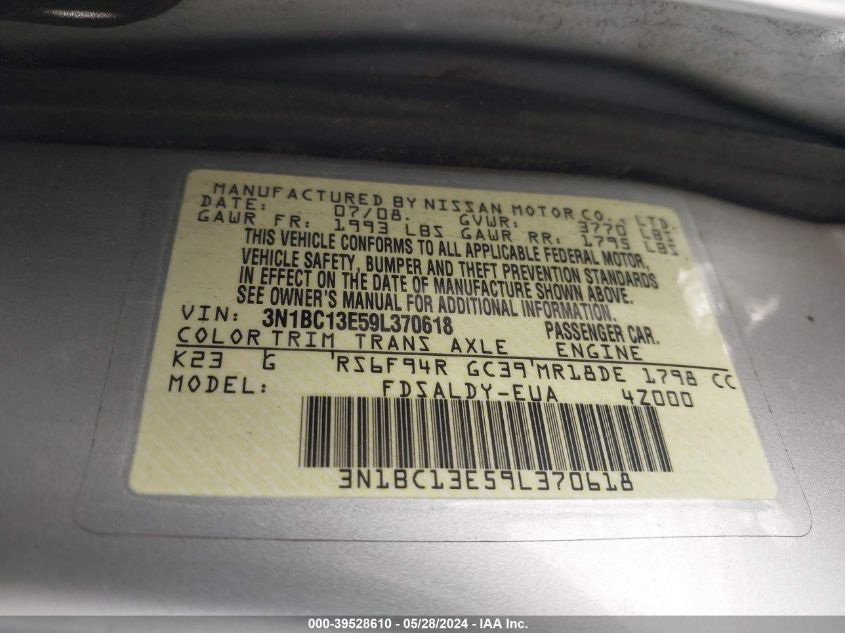 MANUFACTURED BY NISSAN MOTOR CO., LTD.
DATE: 07/08. GVWR: 3770 LBS
GAWR FR: 1993 LBS GAWR RR: 1795 LBS
THIS VEHICLE CONFORMS TO ALL APPLICABLE FEDERAL MOTOR
VEHICLE SAFETY, BUMPER AND THEFT PREVENTION STANDARDS
IN EFFECT ON THE DATE OF MANUFACTURE SHOWN ABOVE.
SEE OWNER'S MANUAL FOR ADDITIONAL INFORMATION.
VIN: 3N1BC13E59L370618 PASSENGER CAR.
COLOR TRIM TRANS AXLE ENGINE
K23 G RS6F94R GC39 MR18DE 1798 CC
MODEL: FDSALDY-EUA 4Z000
3N1BC13E59L370618
000-39528610 - 05/28/2024 - IAA Inc.